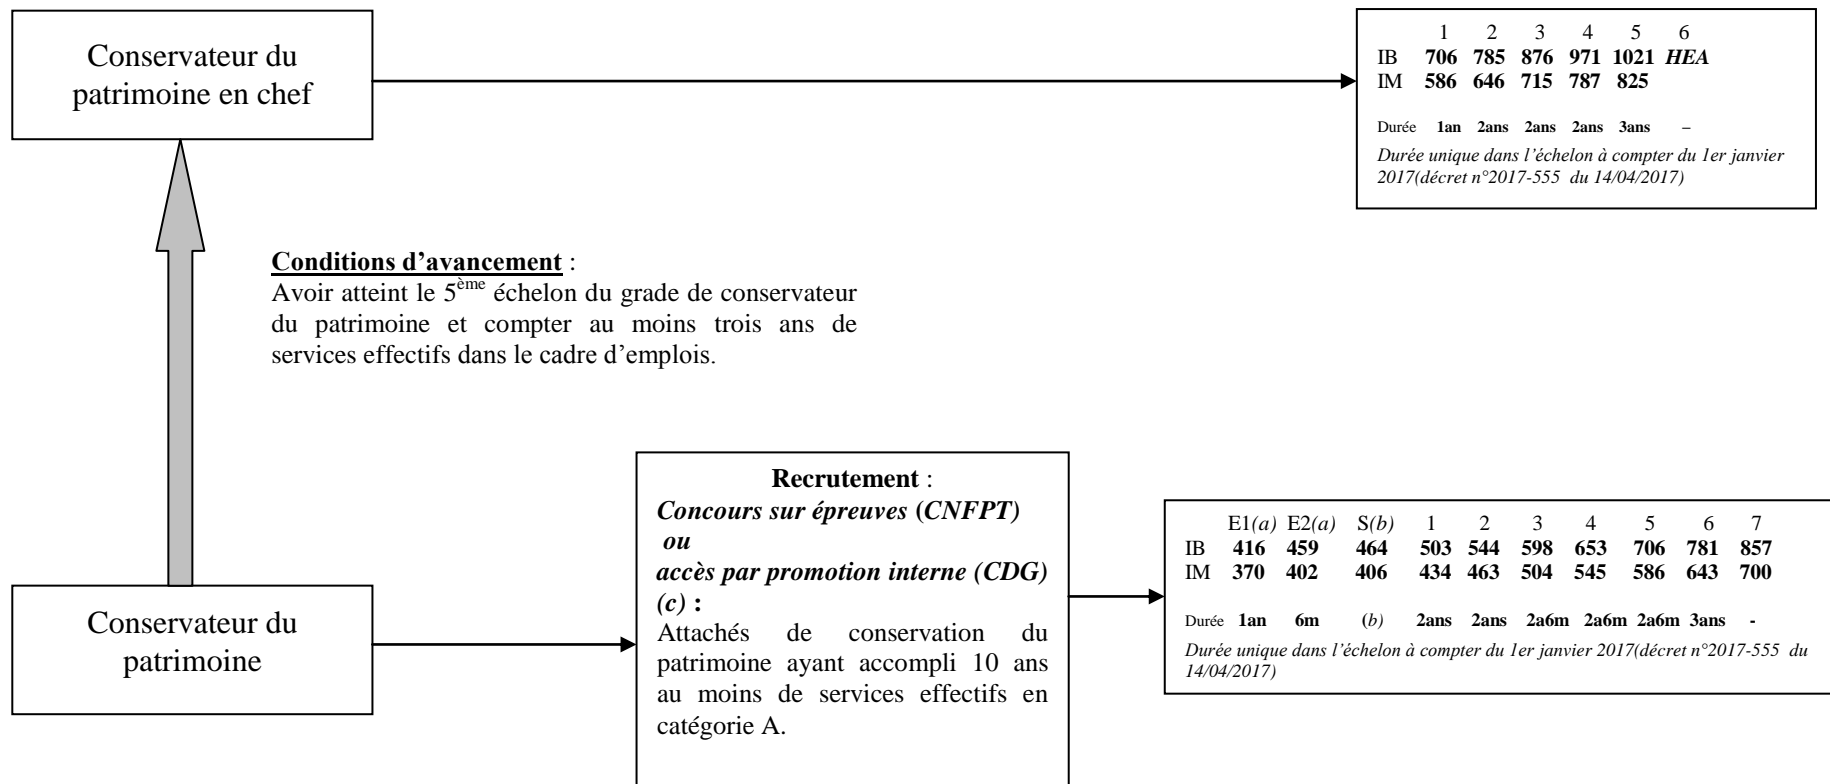 Conservateur du
patrimoine en chef
1 2 3 4 5 6
IB 706 785 876 971 1021 HEA
IM 586 646 715 787 825
Durée 1an 2ans 2ans 2ans 3ans –
Durée unique dans l'échelon à compter du 1er janvier
2017(décret n°2017-555 du 14/04/2017)
Conditions d'avancement :
Avoir atteint le 5ème échelon du grade de conservateur
du patrimoine et compter au moins trois ans de
services effectifs dans le cadre d'emplois.
Conservateur du
patrimoine
Recrutement :
Concours sur épreuves (CNFPT)
ou
accès par promotion interne (CDG)
(c) :
Attachés de conservation du
patrimoine ayant accompli 10 ans
au moins de services effectifs en
catégorie A.
E1(a) E2(a) S(b) 1 2 3 4 5 6 7
IB 416 459 464 503 544 598 653 706 781 857
IM 370 402 406 434 463 504 545 586 643 700
Durée 1an 6m (b) 2ans 2ans 2a6m 2a6m 2a6m 3ans -
Durée unique dans l'échelon à compter du 1er janvier 2017(décret n°2017-555 du
14/04/2017)